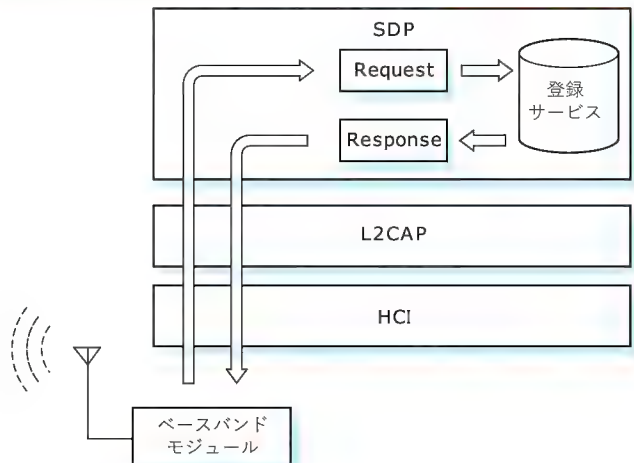 SDP
Request
登録
サービス
Response
L2CAP
HCI
ベースバンド
モジュール